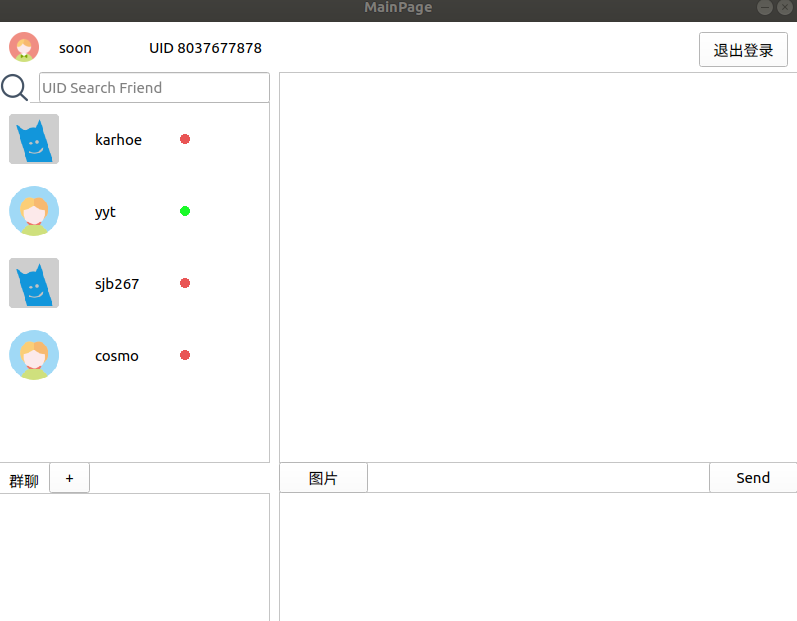 MainPage
soon UID 8037677878 退出登录
UID Search Friend
karhoe
yyt
sjb267
cosmo
群聊 + 图片 Send